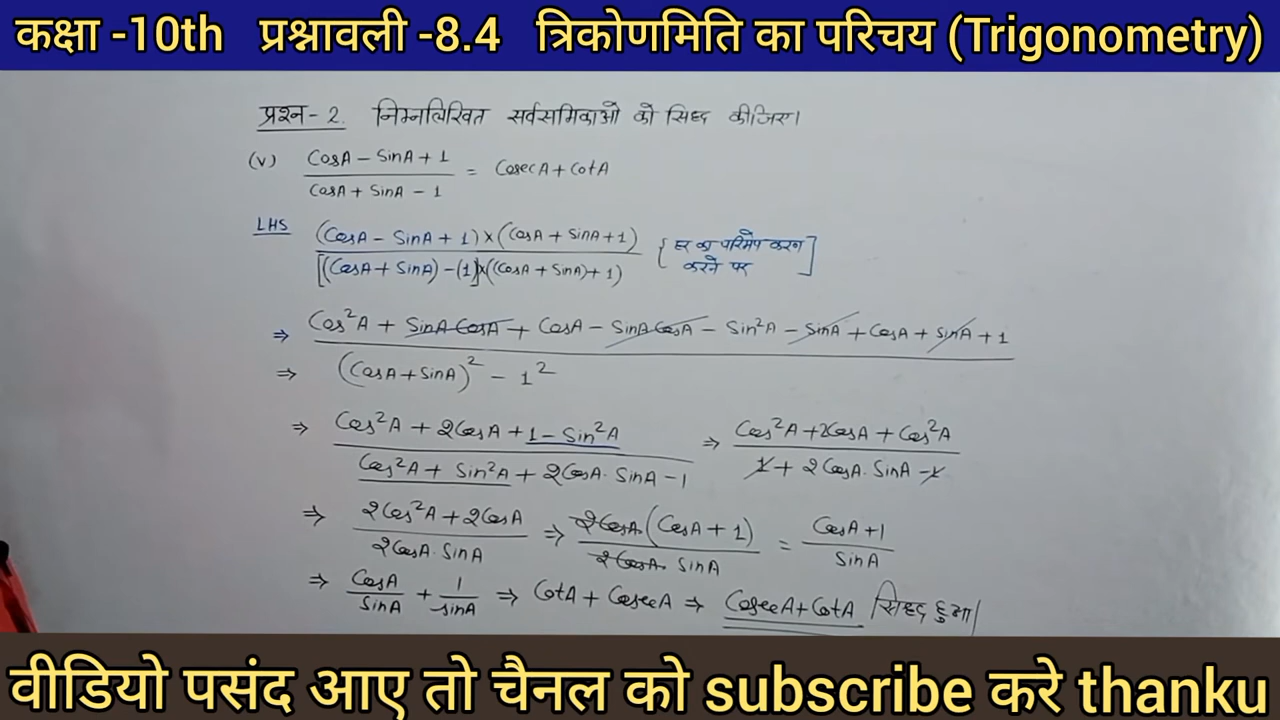 कक्षा -10th प्रश्नावली -8.4 त्रिकोणमिति का परिचय (Trigonometry)
प्रश्न- 2. निम्नलिखित सर्वसमिकाओं को सिद्ध कीजिए।
(v) CosA – SinA + 1 / CosA + SinA – 1 = CosecA + CotA
LHS (CosA – SinA + 1) × (CosA + SinA + 1) / [(CosA + SinA) – (1)] × ((CosA + SinA) + 1) [हर का परिमेय करण करने पर]
⇒ Cos²A + SinA CosA + CosA – SinA CosA – Sin²A – SinA + CosA + SinA + 1
⇒ (CosA + SinA)² – 1²
⇒ Cos²A + 2CosA + 1 – Sin²A / Cos²A + Sin²A + 2CosA · SinA – 1 ⇒ Cos²A + 2CosA + Cos²A / 1 + 2CosA · SinA – 1
⇒ 2Cos²A + 2CosA / 2CosA · SinA ⇒ 2CosA (CosA + 1) / 2CosA SinA = CosA + 1 / SinA
⇒ CosA / SinA + 1 / SinA ⇒ CotA + CosecA ⇒ CosecA + CotA सिद्ध हुआ।
वीडियो पसंद आए तो चैनल को subscribe करे thanku